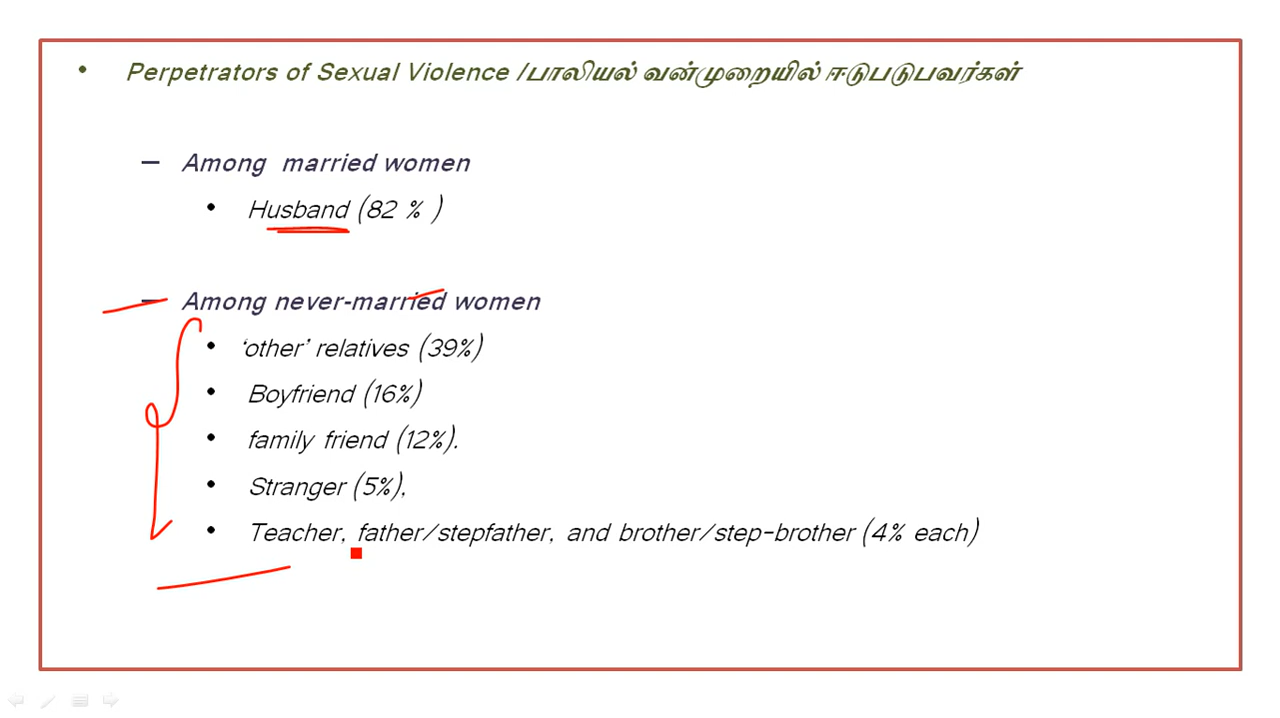 • Perpetrators of Sexual Violence /பாலியல் வன்முறையில் ஈடுபடுபவர்கள்
– Among married women
• Husband (82 % )
– Among never-married women
• ‘other’ relatives (39%)
• Boyfriend (16%)
• family friend (12%).
• Stranger (5%),
• Teacher, father/stepfather, and brother/step-brother (4% each)